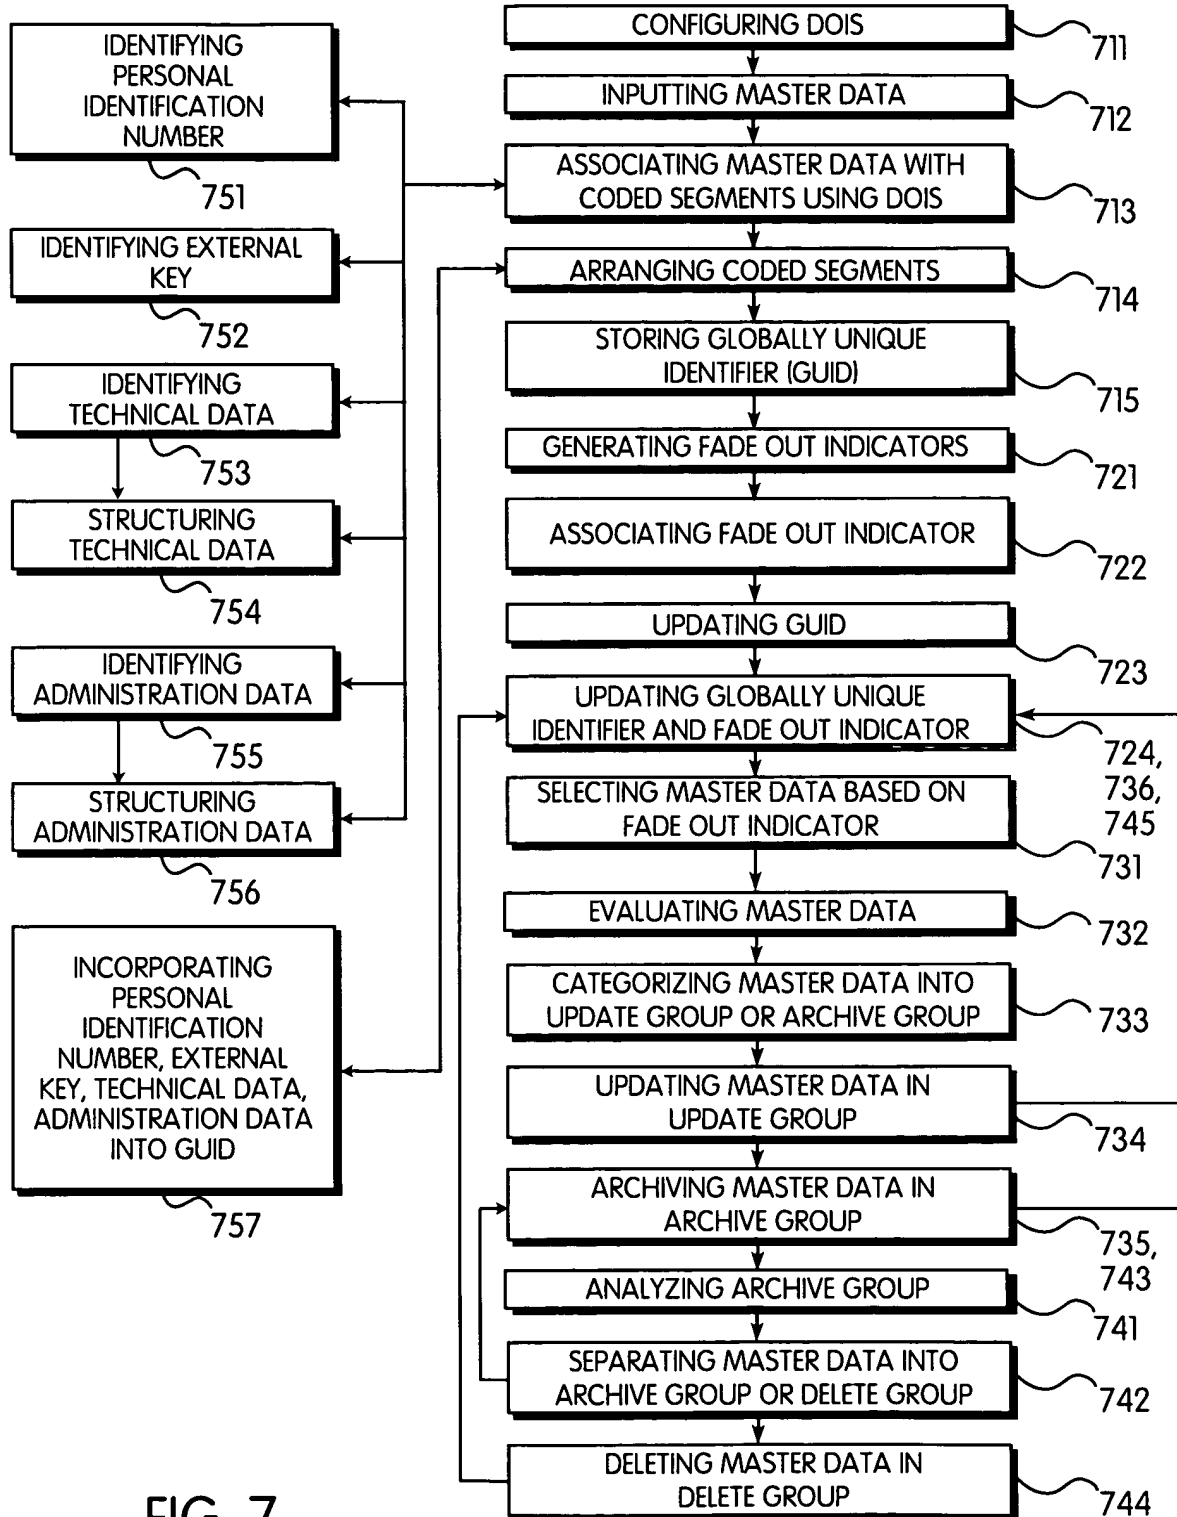 IDENTIFYING
PERSONAL
IDENTIFICATION
NUMBER
751
IDENTIFYING EXTERNAL
KEY
752
IDENTIFYING
TECHNICAL DATA
753
STRUCTURING
TECHNICAL DATA
754
IDENTIFYING
ADMINISTRATION DATA
755
STRUCTURING
ADMINISTRATION DATA
756
INCORPORATING
PERSONAL
IDENTIFICATION
NUMBER, EXTERNAL
KEY, TECHNICAL DATA,
ADMINISTRATION DATA
INTO GUID
757
CONFIGURING DOIS
711
INPUTTING MASTER DATA
712
ASSOCIATING MASTER DATA WITH
CODED SEGMENTS USING DOIS
713
ARRANGING CODED SEGMENTS
714
STORING GLOBALLY UNIQUE
IDENTIFIER (GUID)
715
GENERATING FADE OUT INDICATORS
721
ASSOCIATING FADE OUT INDICATOR
722
UPDATING GUID
723
UPDATING GLOBALLY UNIQUE
IDENTIFIER AND FADE OUT INDICATOR
724,
736,
745
SELECTING MASTER DATA BASED ON
FADE OUT INDICATOR
731
EVALUATING MASTER DATA
732
CATEGORIZING MASTER DATA INTO
UPDATE GROUP OR ARCHIVE GROUP
733
UPDATING MASTER DATA IN
UPDATE GROUP
734
ARCHIVING MASTER DATA IN
ARCHIVE GROUP
735,
743
ANALYZING ARCHIVE GROUP
741
SEPARATING MASTER DATA INTO
ARCHIVE GROUP OR DELETE GROUP
742
DELETING MASTER DATA IN
DELETE GROUP
744
FIG. 7